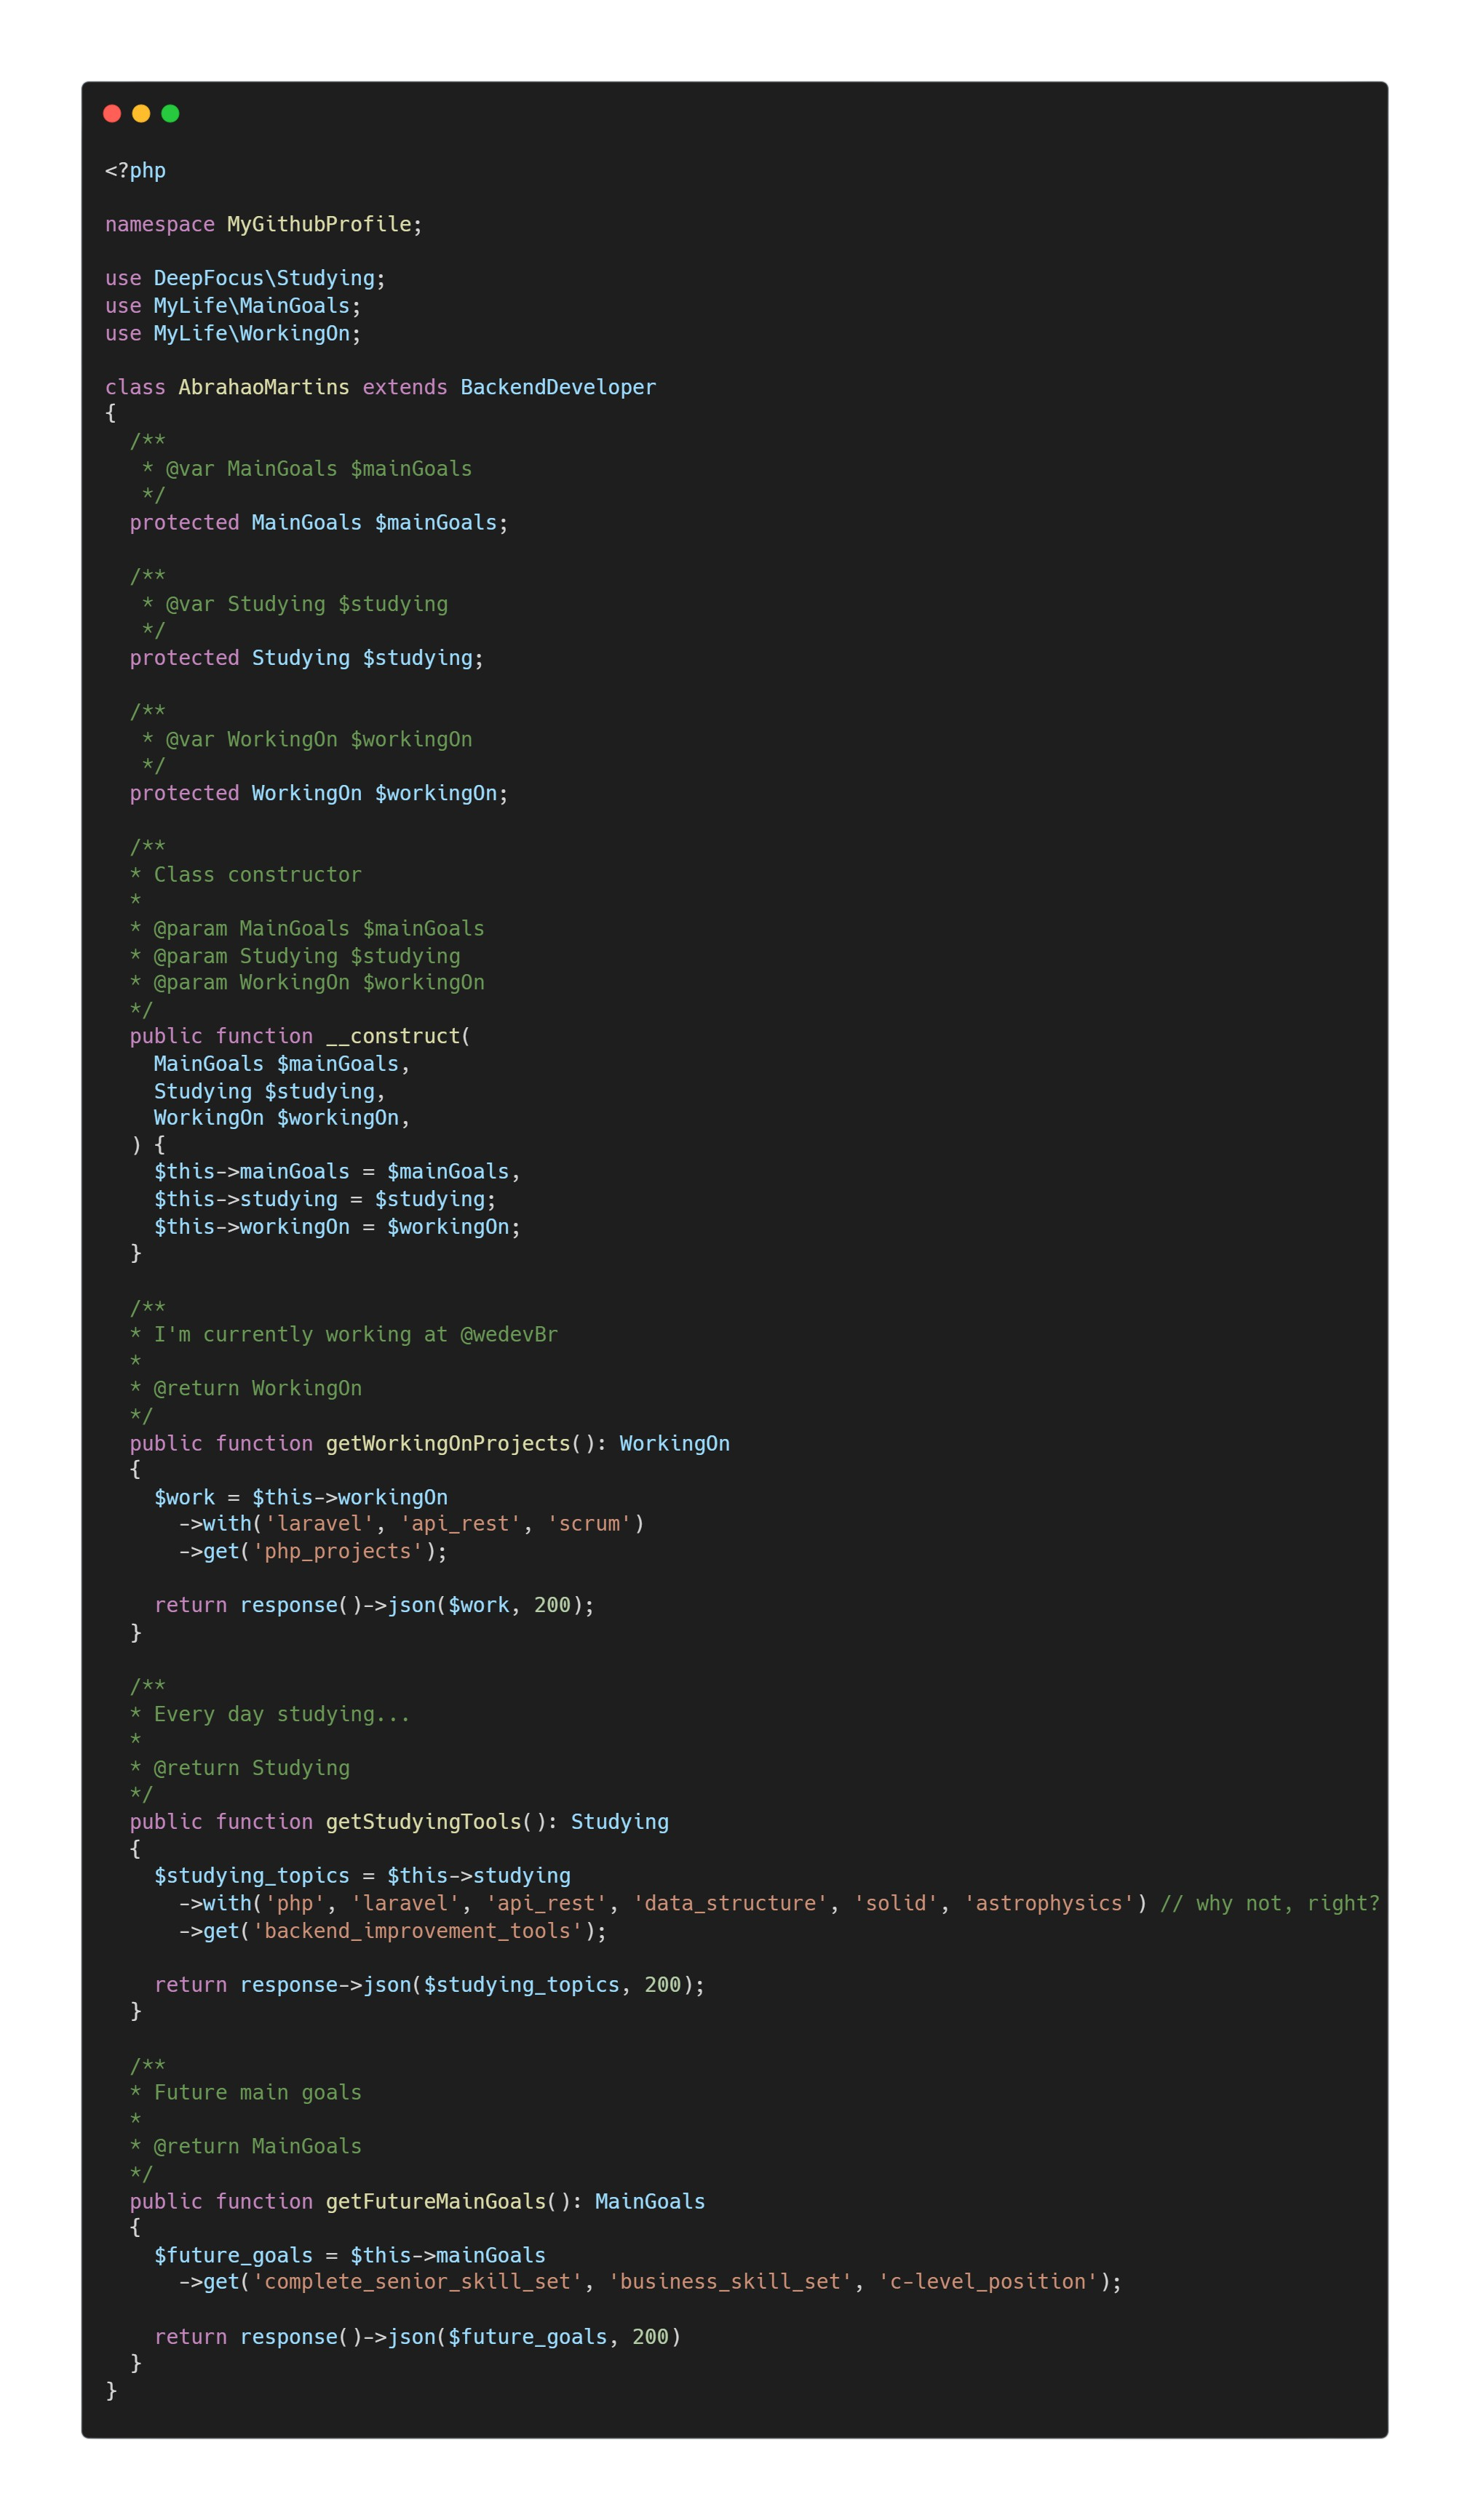 <?php

namespace MyGithubProfile;

use DeepFocus\Studying;
use MyLife\MainGoals;
use MyLife\WorkingOn;

class AbrahaoMartins extends BackendDeveloper
{
  /**
   * @var MainGoals $mainGoals
   */
  protected MainGoals $mainGoals;

  /**
   * @var Studying $studying
   */
  protected Studying $studying;

  /**
   * @var WorkingOn $workingOn
   */
  protected WorkingOn $workingOn;

  /**
  * Class constructor
  *
  * @param MainGoals $mainGoals
  * @param Studying $studying
  * @param WorkingOn $workingOn
  */
  public function __construct(
    MainGoals $mainGoals,
    Studying $studying,
    WorkingOn $workingOn,
  ) {
    $this->mainGoals = $mainGoals,
    $this->studying = $studying;
    $this->workingOn = $workingOn;
  }

  /**
  * I'm currently working at @wedevBr
  *
  * @return WorkingOn
  */
  public function getWorkingOnProjects(): WorkingOn
  {
    $work = $this->workingOn
      ->with('laravel', 'api_rest', 'scrum')
      ->get('php_projects');

    return response()->json($work, 200);
  }

  /**
  * Every day studying...
  *
  * @return Studying
  */
  public function getStudyingTools(): Studying
  {
    $studying_topics = $this->studying
      ->with('php', 'laravel', 'api_rest', 'data_structure', 'solid', 'astrophysics') // why not, right?
      ->get('backend_improvement_tools');

    return response->json($studying_topics, 200);
  }

  /**
  * Future main goals
  *
  * @return MainGoals
  */
  public function getFutureMainGoals(): MainGoals
  {
    $future_goals = $this->mainGoals
      ->get('complete_senior_skill_set', 'business_skill_set', 'c-level_position');

    return response()->json($future_goals, 200)
  }
}